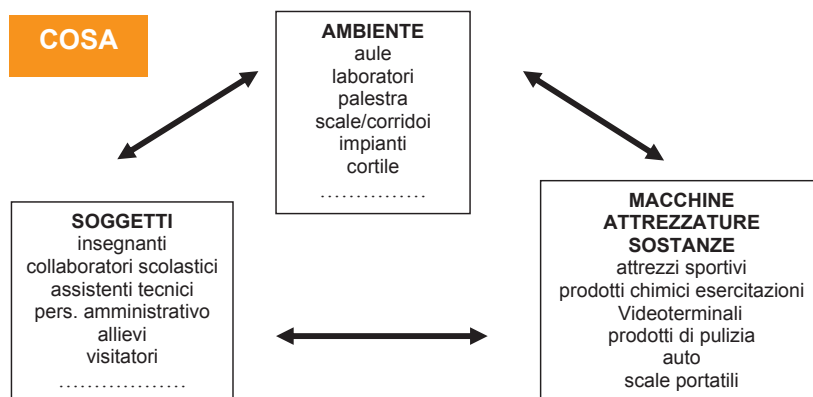 COSA
AMBIENTE
aule
laboratori
palestra
scale/corridoi
impianti
cortile
……………
SOGGETTI
insegnanti
collaboratori scolastici
assistenti tecnici
pers. amministrativo
allievi
visitatori
………………
MACCHINE
ATTREZZATURE
SOSTANZE
attrezzi sportivi
prodotti chimici esercitazioni
Videoterminali
prodotti di pulizia
auto
scale portatili